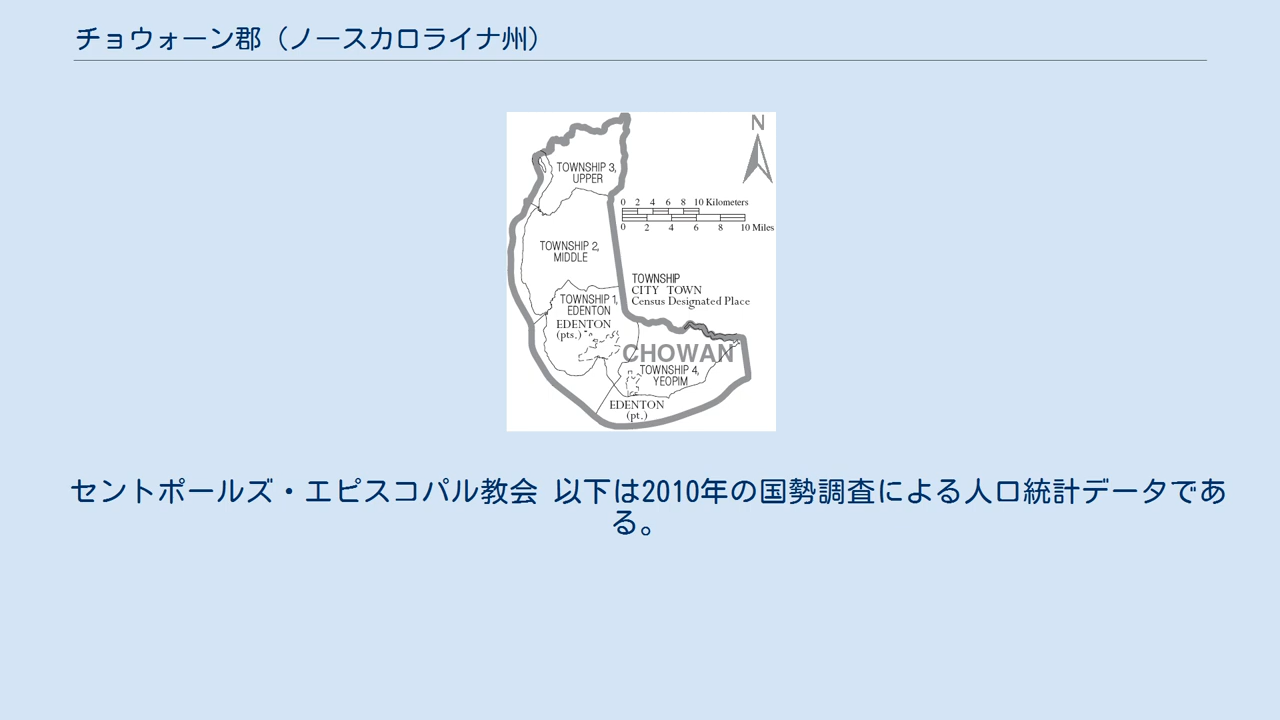 チョウォーン郡（ノースカロライナ州）
N
TOWNSHIP 3,
UPPER
0 2 4 6 8 10 Kilometers
0 2 4 6 8 10 Miles
TOWNSHIP 2,
MIDDLE
TOWNSHIP
CITY TOWN
Census Designated Place
TOWNSHIP 1,
EDENTON
EDENTON
(pts.)
CHOWAN
TOWNSHIP 4,
YEOPIM
EDENTON
(pt.)
セントポールズ・エピスコパル教会 以下は2010年の国勢調査による人口統計データであ
る。